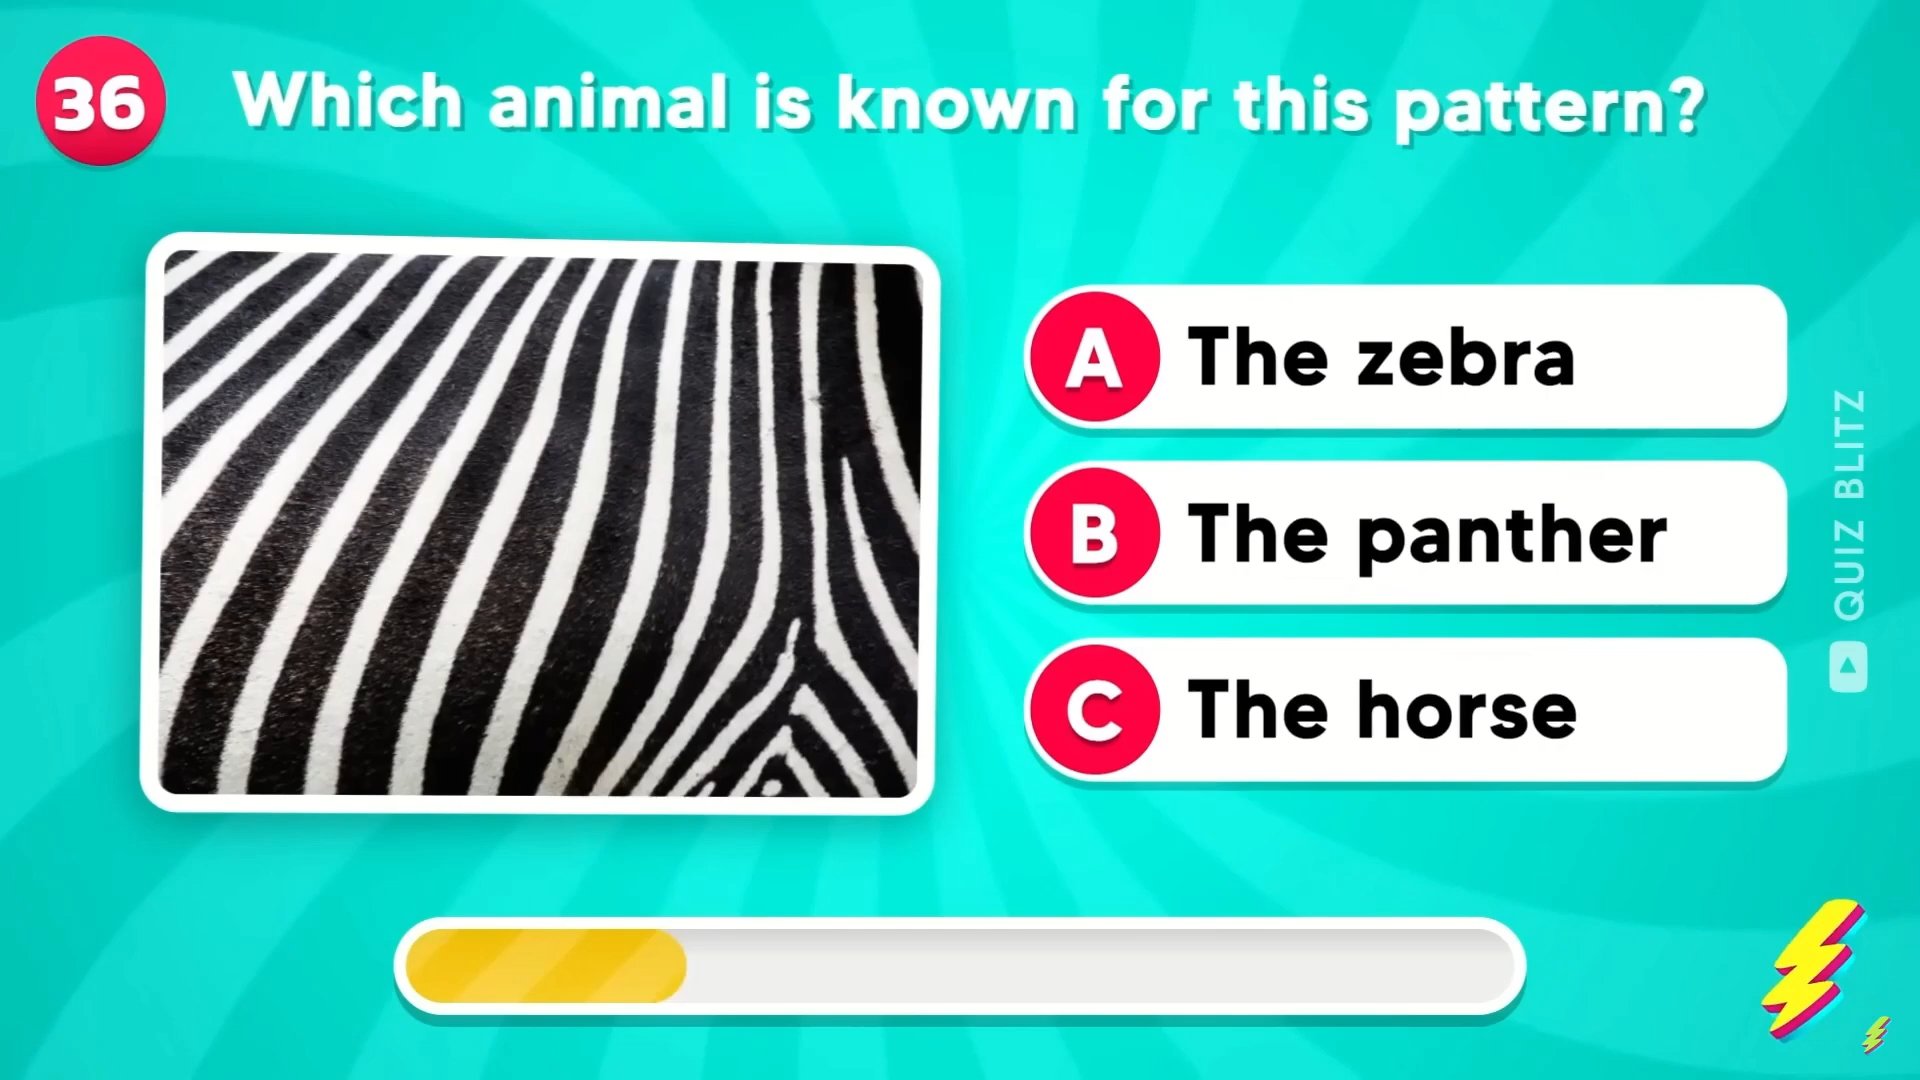 36
Which animal is known for this pattern?
A The zebra
B The panther
C The horse
QUIZ BLITZ